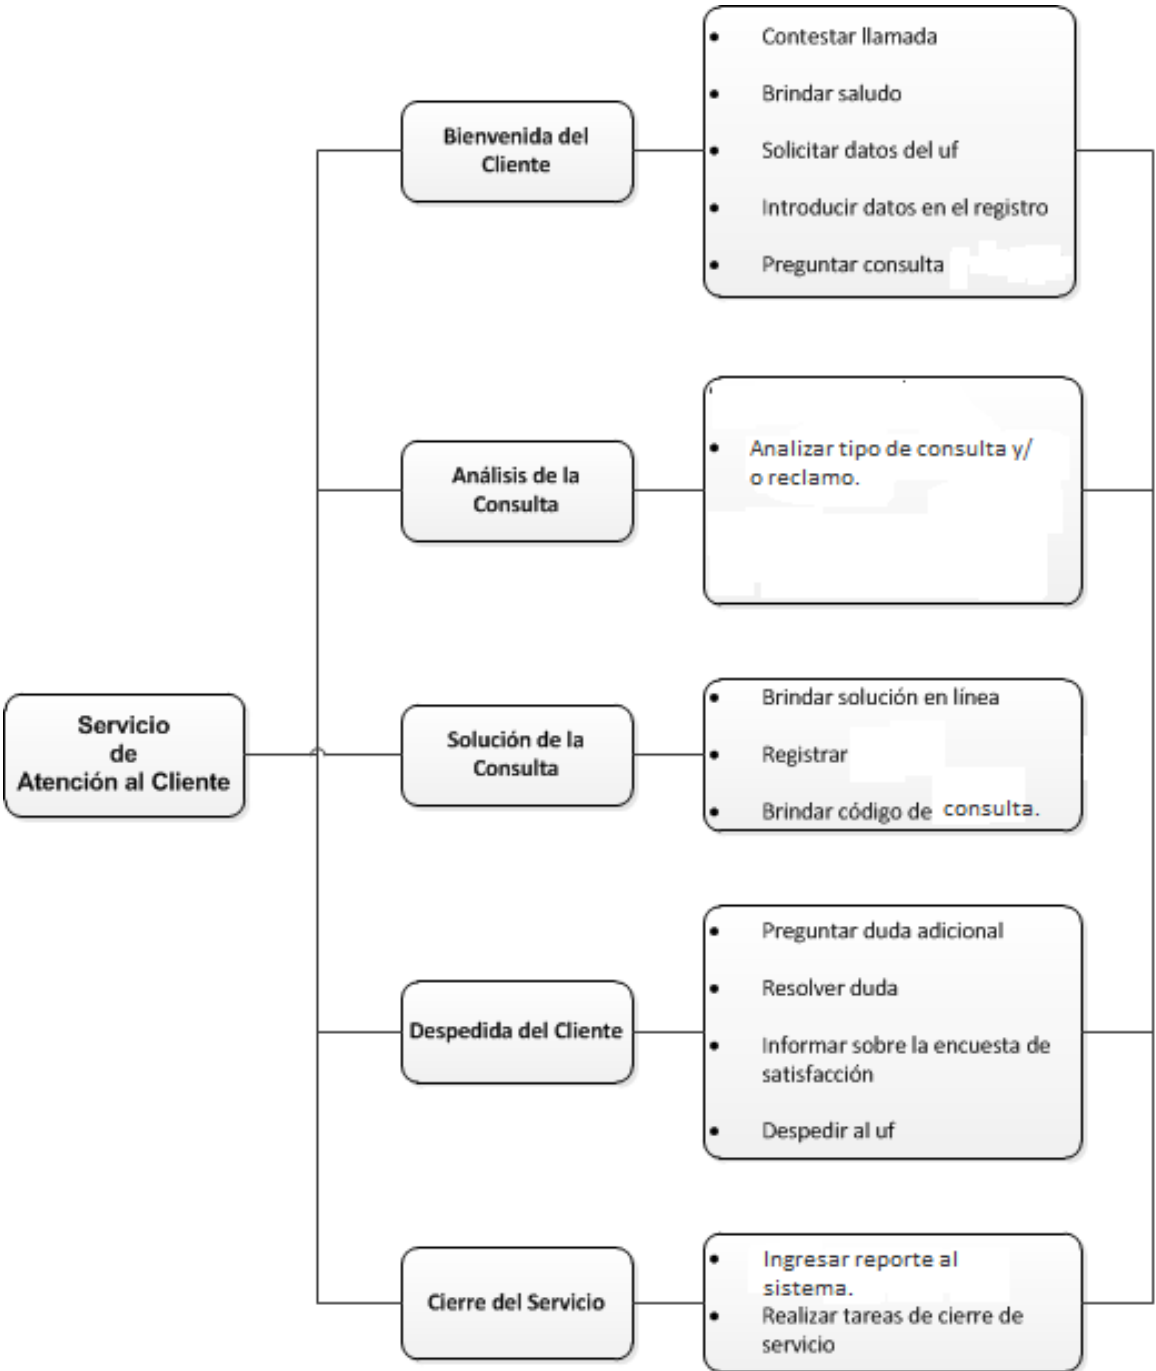 Servicio
de
Atención al Cliente
Bienvenida del
Cliente
• Contestar llamada
• Brindar saludo
• Solicitar datos del uf
• Introducir datos en el registro
• Preguntar consulta
Análisis de la
Consulta
• Analizar tipo de consulta y/
o reclamo.
Solución de la
Consulta
• Brindar solución en línea
• Registrar
• Brindar código de consulta.
Despedida del Cliente
• Preguntar duda adicional
• Resolver duda
• Informar sobre la encuesta de
satisfacción
• Despedir al uf
Cierre del Servicio
• Ingresar reporte al
sistema.
• Realizar tareas de cierre de
servicio